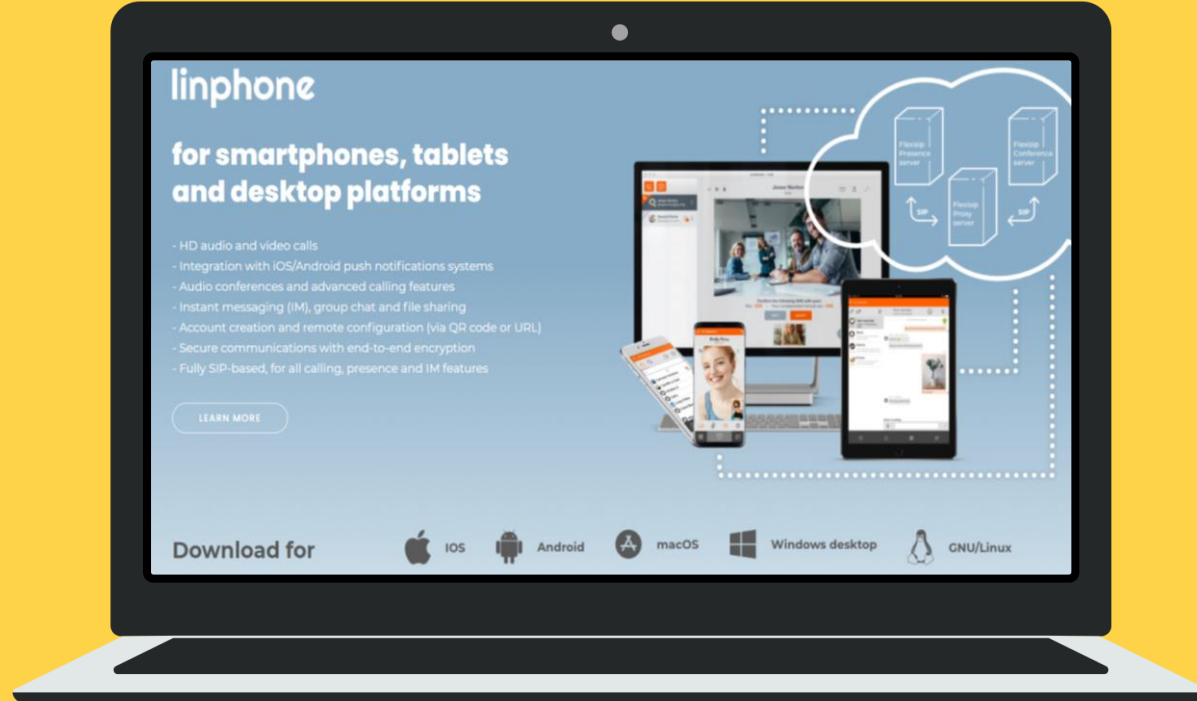 linphone
for smartphones, tablets
and desktop platforms
- HD audio and video calls
- Integration with iOS/Android push notifications systems
- Audio conferences and advanced calling features
- Instant messaging (IM), group chat and file sharing
- Account creation and remote configuration (via QR code or URL)
- Secure communications with end-to-end encryption
- Fully SIP-based, for all calling, presence and IM features
LEARN MORE
Flexisip
Presence
server
Flexisip
Conference
server
Flexisip
Proxy
server
SIP
SIP
Download for
IOS
Android
macOS
Windows desktop
GNU/Linux